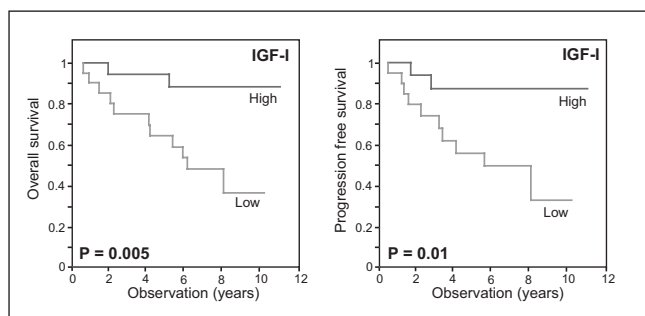 IGF-I
1
0.8
0.6
0.4
0.2
0
High
Low
P = 0.005
0 2 4 6 8 10 12
Observation (years)
Overall survival
IGF-I
1
0.8
0.6
0.4
0.2
0
High
Low
P = 0.01
0 2 4 6 8 10 12
Observation (years)
Progression free survival